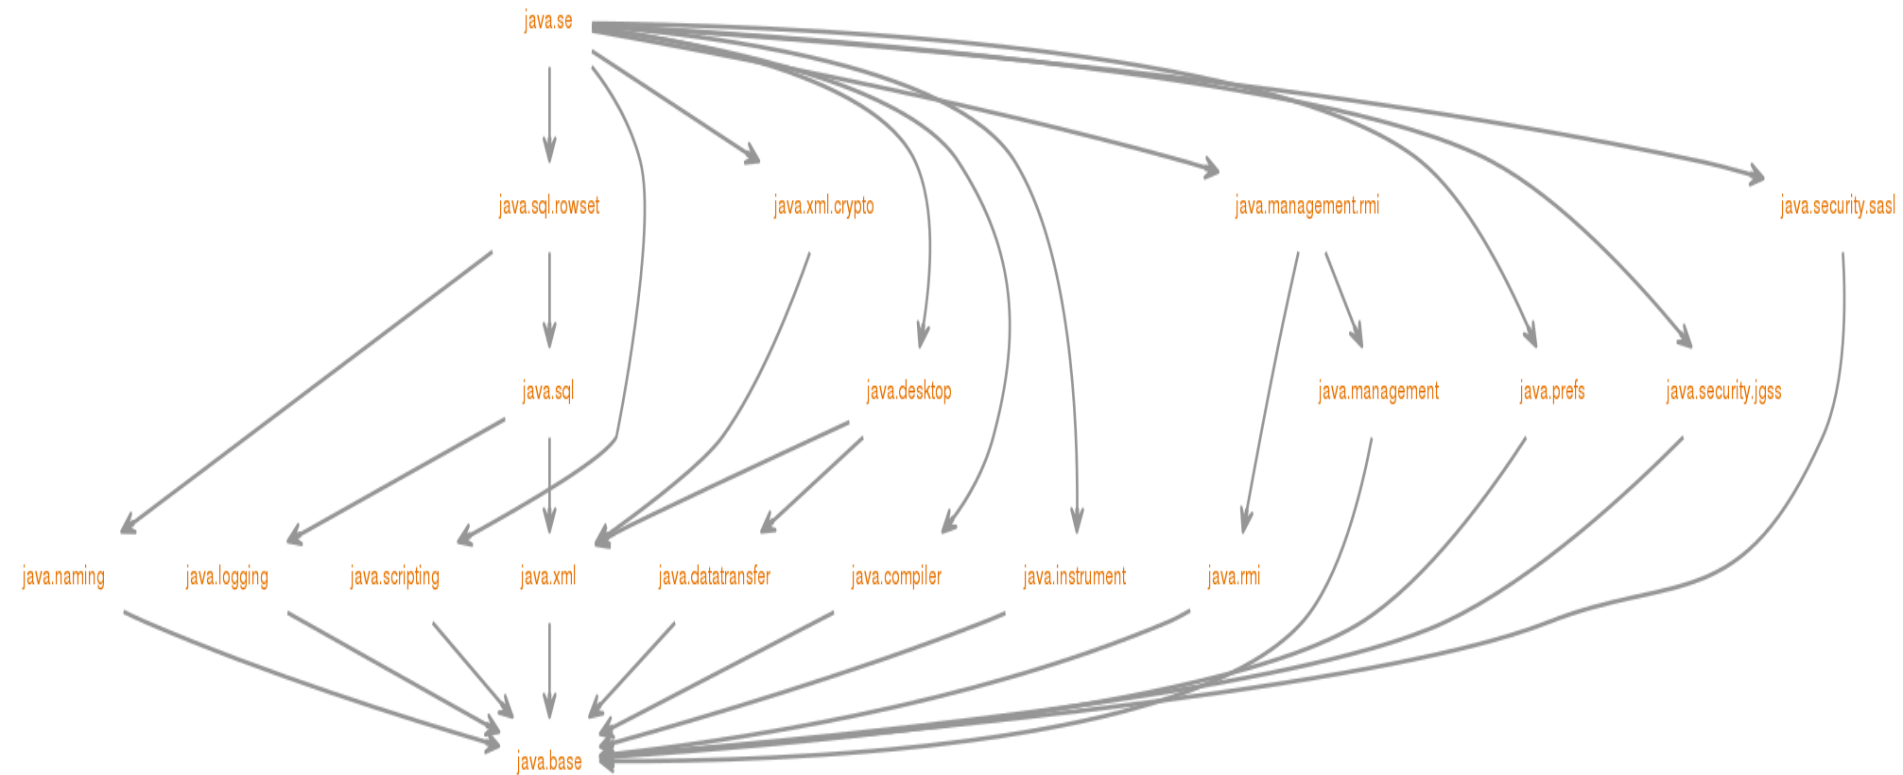 java.se
java.sql.rowset
java.xml.crypto
java.management.rmi
java.security.sasl
java.sql
java.desktop
java.management
java.prefs
java.security.jgss
java.naming
java.logging
java.scripting
java.xml
java.datatransfer
java.compiler
java.instrument
java.rmi
java.base